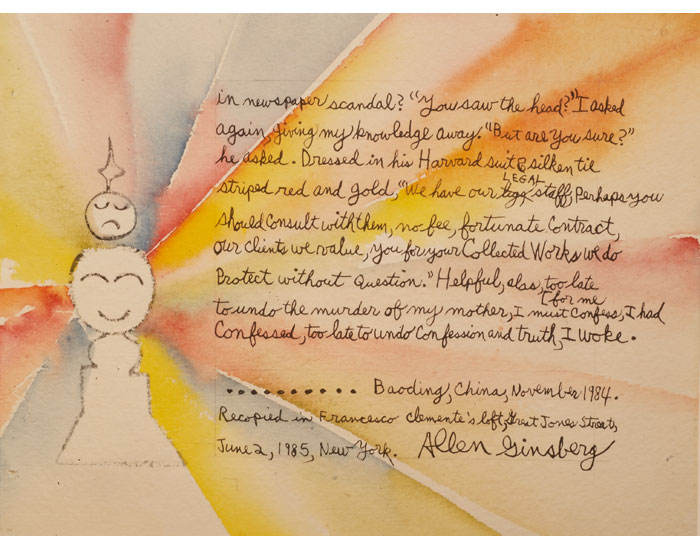 in newspaper scandal? "You saw the head?" I asked
again, giving my knowledge away. "But are You sure?"
he asked. Dressed in his Harvard suit & silken tie
LEGAL
striped red and gold, "We have our staff, Perhaps you
should Consult with them, no fee, fortunate Contract,
our clients we value, you for your Collected Works we do
Protect without Question." Helpful, alas, too late
[for me
to undo the murder of my mother, I must Confess, I had
Confessed, too late to undo Confession and truth, I woke.
.......... Baoding, China, November 1984.
Recopied in Francesco Clemente's loft, Great Jones Street,
June 2, 1985, New York. Allen Ginsberg